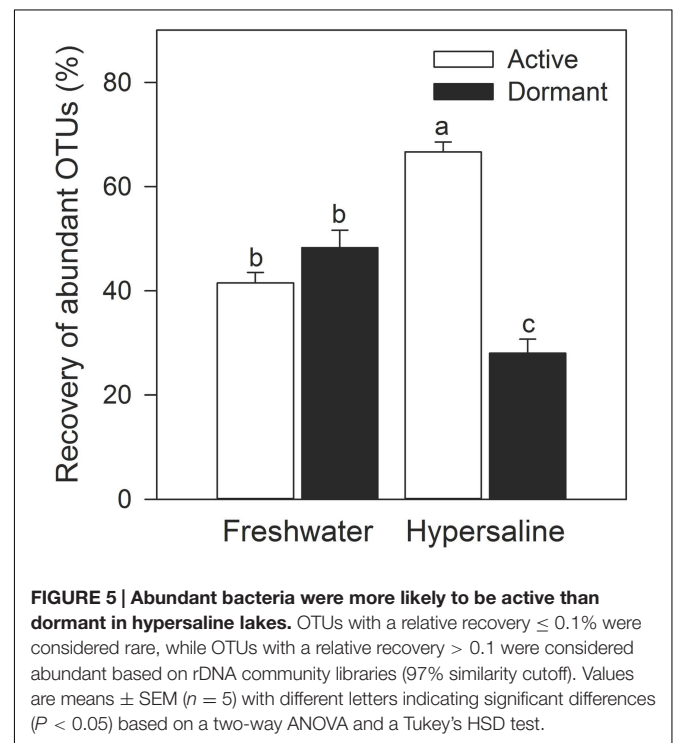 Recovery of abundant OTUs (%)
80
60
40
20
0
Active
Dormant
b
b
a
c
Freshwater
Hypersaline
FIGURE 5 | Abundant bacteria were more likely to be active than
dormant in hypersaline lakes. OTUs with a relative recovery ≤ 0.1% were
considered rare, while OTUs with a relative recovery > 0.1 were considered
abundant based on rDNA community libraries (97% similarity cutoff). Values
are means ± SEM (n = 5) with different letters indicating significant differences
(P < 0.05) based on a two-way ANOVA and a Tukey's HSD test.